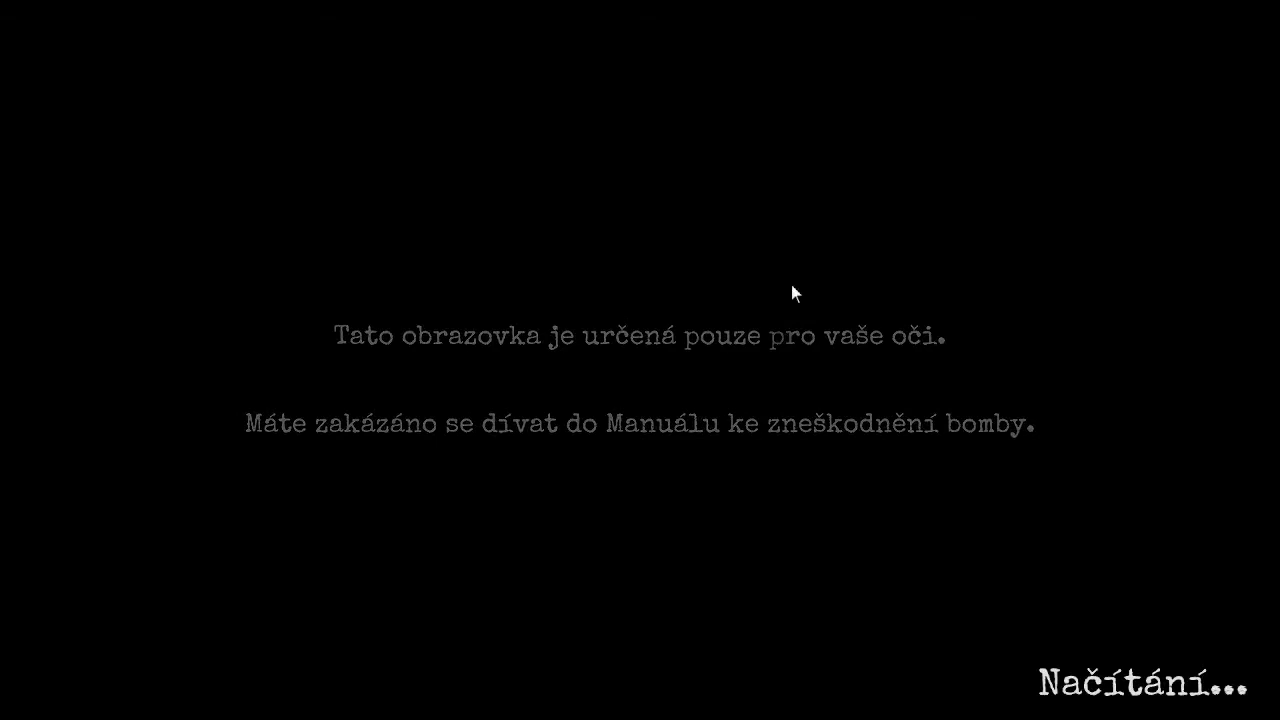 Tato obrazovka je určená pouze pro vaše oči.
Máte zakázáno se dívat do Manuálu ke zneškodnění bomby.
Načítání...